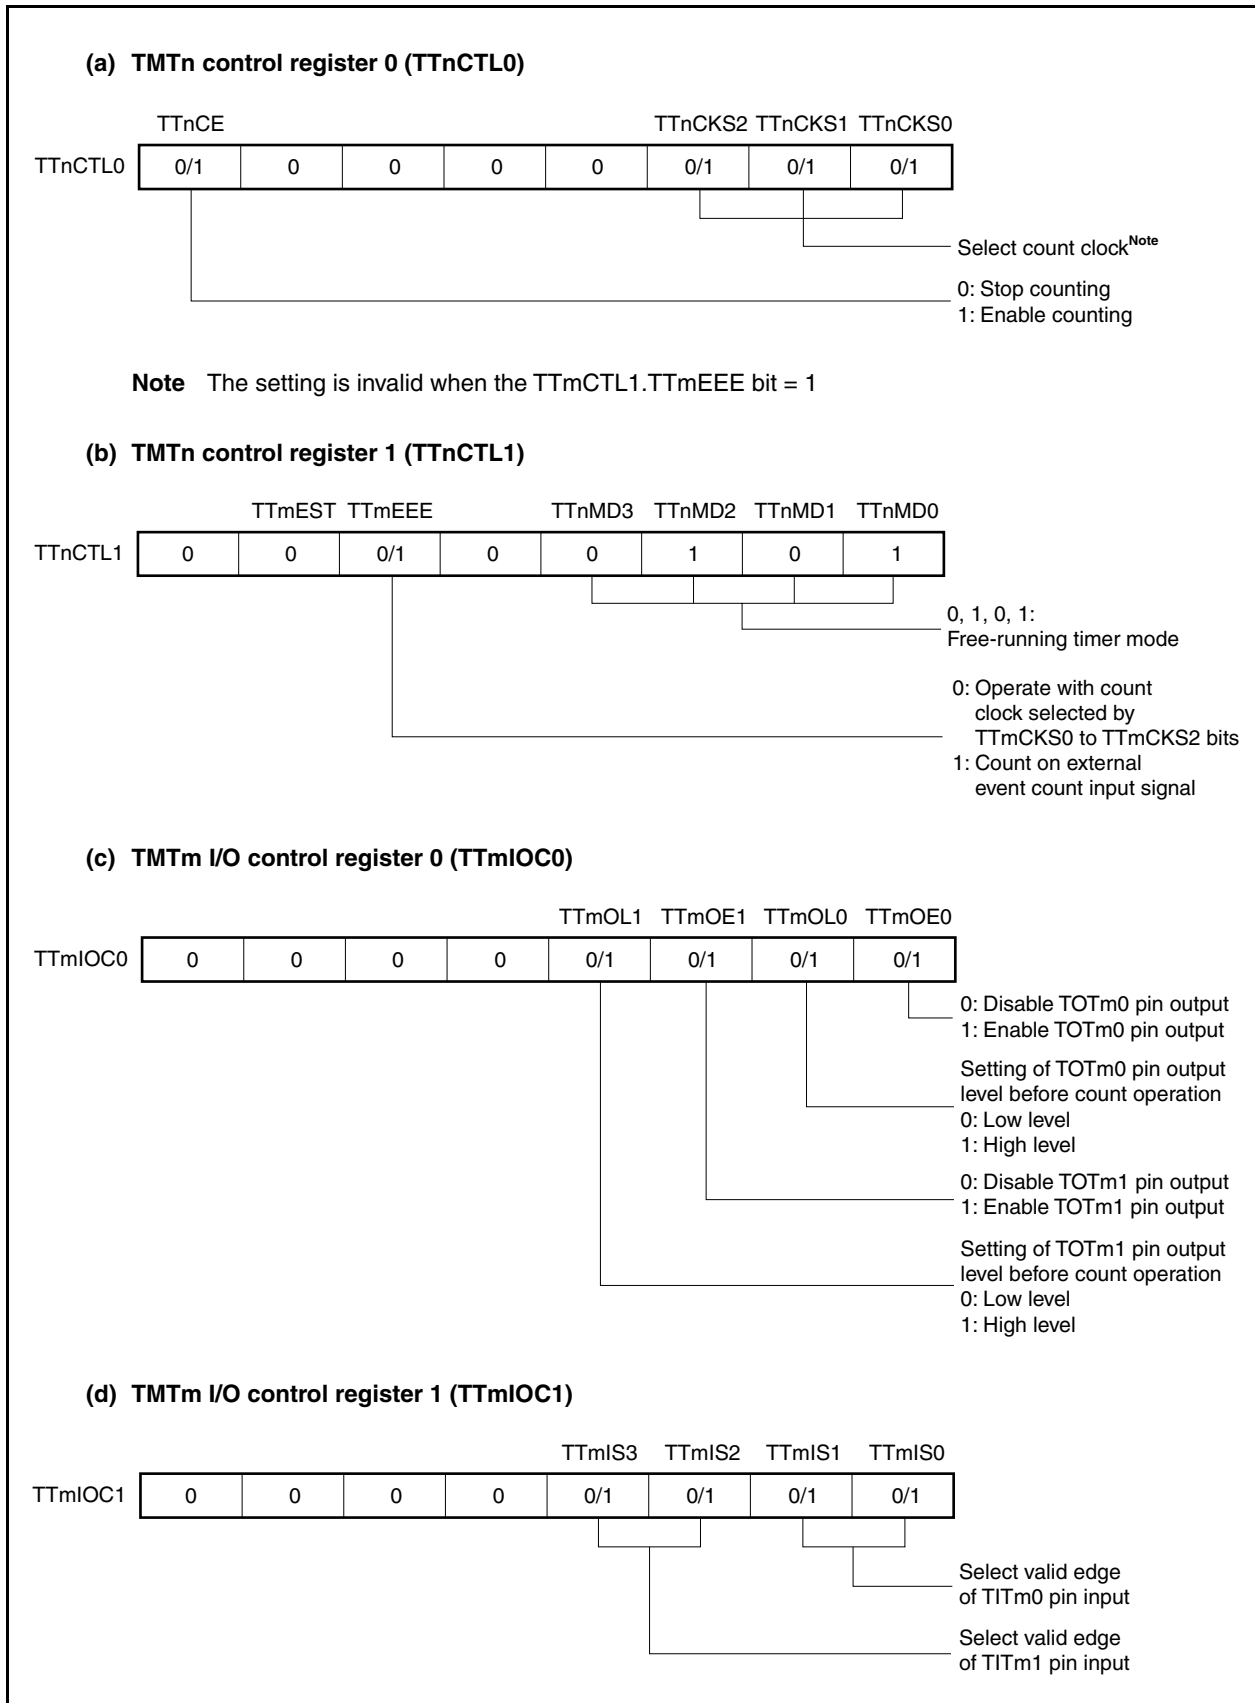 (a) TMTn control register 0 (TTnCTL0)
TTnCE TTnCKS2 TTnCKS1 TTnCKS0
TTnCTL0 0/1 0 0 0 0 0/1 0/1 0/1
Select count clockNote
0: Stop counting
1: Enable counting
Note The setting is invalid when the TTmCTL1.TTmEEE bit = 1
(b) TMTn control register 1 (TTnCTL1)
TTmEST TTmEEE TTnMD3 TTnMD2 TTnMD1 TTnMD0
TTnCTL1 0 0 0/1 0 0 1 0 1
0, 1, 0, 1:
Free-running timer mode
0: Operate with count
clock selected by
TTmCKS0 to TTmCKS2 bits
1: Count on external
event count input signal
(c) TMTm I/O control register 0 (TTmIOC0)
TTmOL1 TTmOE1 TTmOL0 TTmOE0
TTmIOC0 0 0 0 0 0/1 0/1 0/1 0/1
0: Disable TOTm0 pin output
1: Enable TOTm0 pin output
Setting of TOTm0 pin output
level before count operation
0: Low level
1: High level
0: Disable TOTm1 pin output
1: Enable TOTm1 pin output
Setting of TOTm1 pin output
level before count operation
0: Low level
1: High level
(d) TMTm I/O control register 1 (TTmIOC1)
TTmIS3 TTmIS2 TTmIS1 TTmIS0
TTmIOC1 0 0 0 0 0/1 0/1 0/1 0/1
Select valid edge
of TITm0 pin input
Select valid edge
of TITm1 pin input